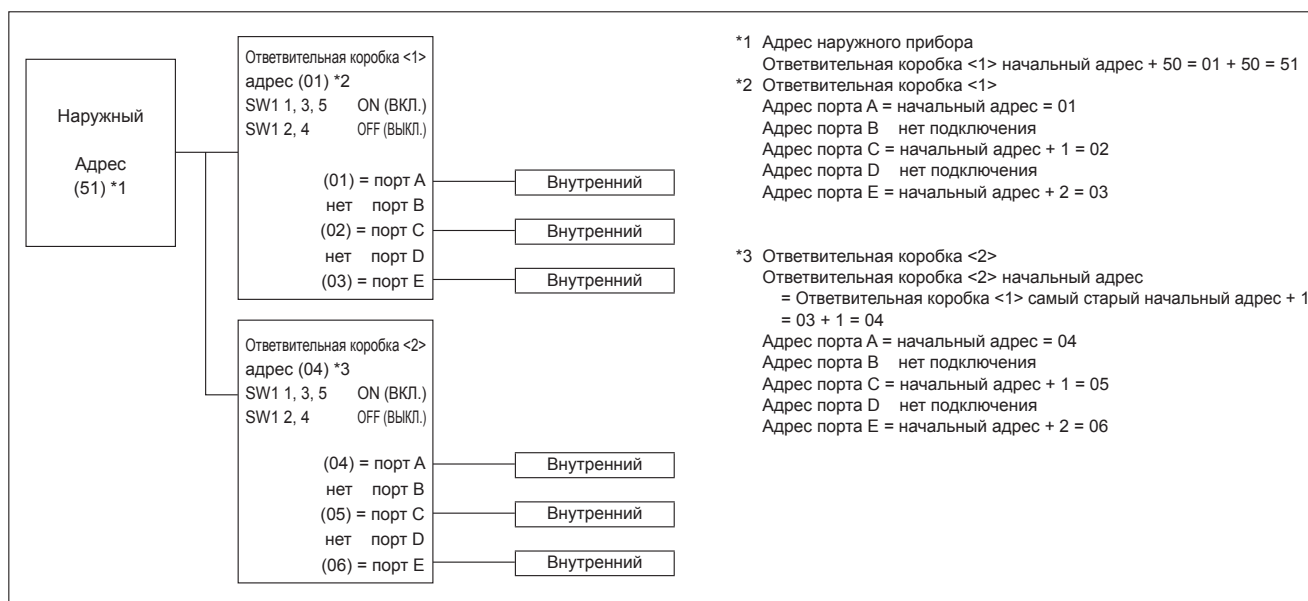 Наружный
Адрес
(51) *1
Ответвительная коробка <1>
адрес (01) *2
SW1 1, 3, 5 ON (ВКЛ.)
SW1 2, 4 OFF (ВЫКЛ.)
(01) = порт A
нет порт B
(02) = порт C
нет порт D
(03) = порт E
Внутренний
Внутренний
Внутренний
Ответвительная коробка <2>
адрес (04) *3
SW1 1, 3, 5 ON (ВКЛ.)
SW1 2, 4 OFF (ВЫКЛ.)
(04) = порт A
нет порт B
(05) = порт C
нет порт D
(06) = порт E
Внутренний
Внутренний
Внутренний
*1 Адрес наружного прибора
Ответвительная коробка <1> начальный адрес + 50 = 01 + 50 = 51
*2 Ответвительная коробка <1>
Адрес порта A = начальный адрес = 01
Адрес порта B нет подключения
Адрес порта C = начальный адрес + 1 = 02
Адрес порта D нет подключения
Адрес порта E = начальный адрес + 2 = 03
*3 Ответвительная коробка <2>
Ответвительная коробка <2> начальный адрес
= Ответвительная коробка <1> самый старый начальный адрес + 1
= 03 + 1 = 04
Адрес порта A = начальный адрес = 04
Адрес порта B нет подключения
Адрес порта C = начальный адрес + 1 = 05
Адрес порта D нет подключения
Адрес порта E = начальный адрес + 2 = 06